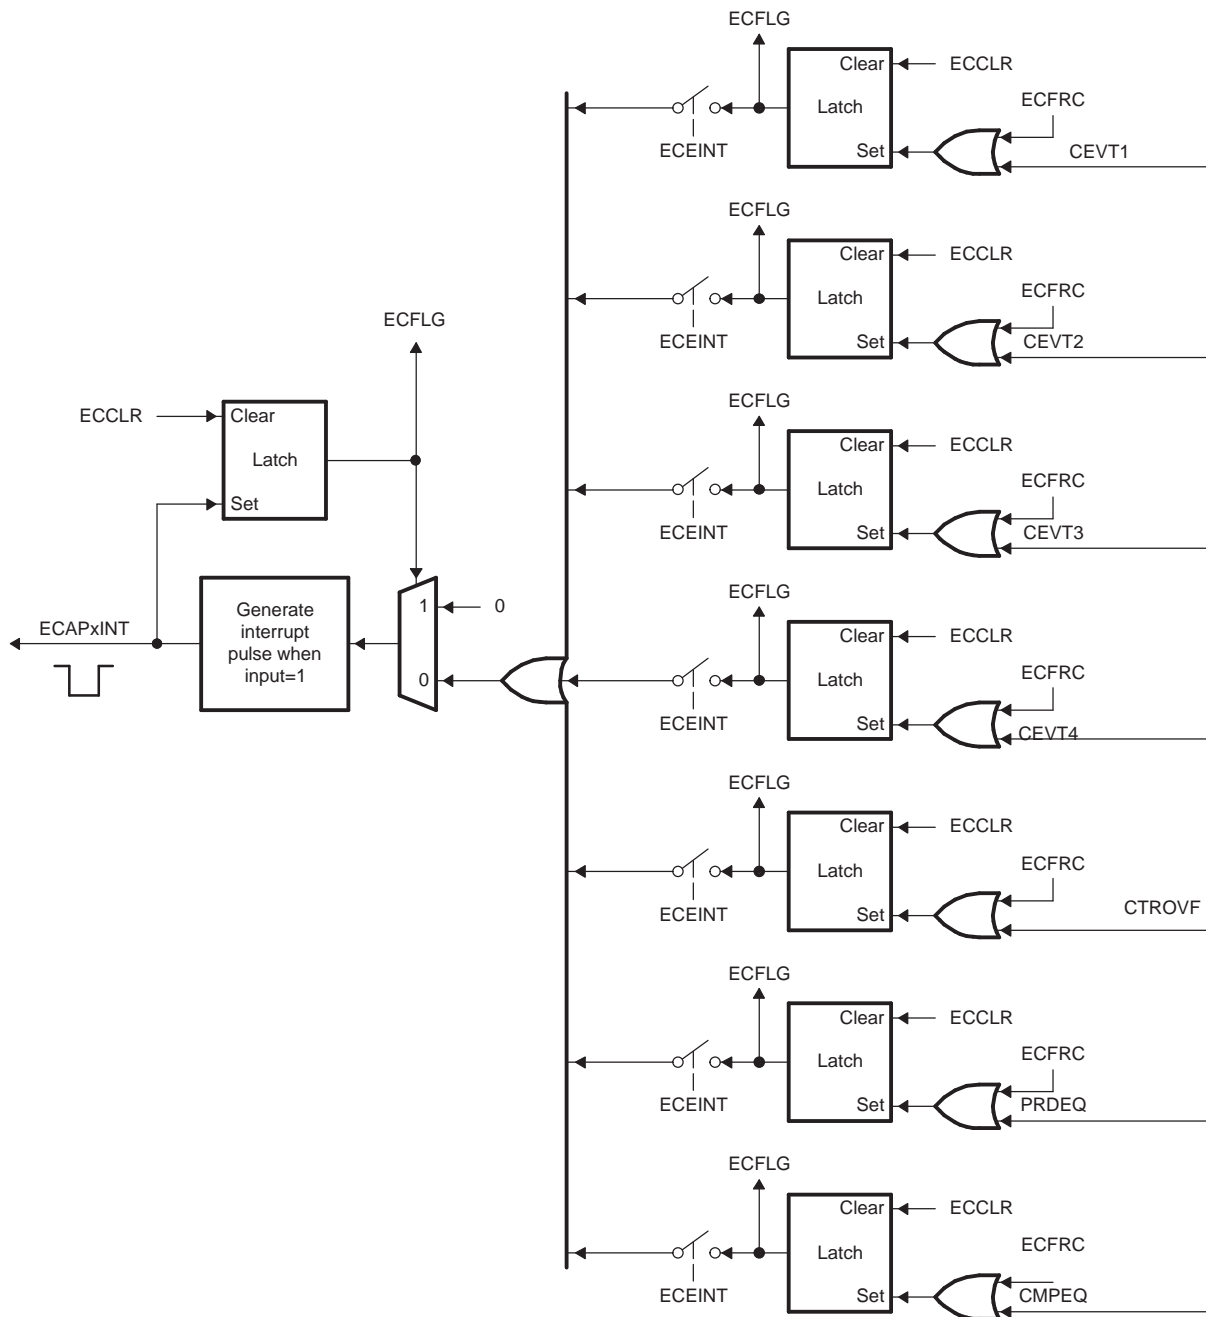 ECFLG
Clear
ECCLR
ECFRC
Latch
ECEINT
Set
CEVT1
ECFLG
Clear
ECCLR
ECFRC
Latch
ECEINT
Set
CEVT2
ECFLG
Clear
ECCLR
ECFRC
Latch
ECEINT
Set
CEVT3
ECFLG
Clear
ECCLR
ECFRC
Latch
ECEINT
Set
CEVT4
ECFLG
Clear
ECCLR
ECFRC
Latch
ECEINT
Set
CTROVF
ECFLG
Clear
ECCLR
ECFRC
Latch
ECEINT
Set
PRDEQ
ECFLG
Clear
ECCLR
ECFRC
Latch
ECEINT
Set
CMPEQ
ECFLG
ECCLR
Clear
Latch
Set
ECAPxINT
Generate
interrupt
pulse when
input=1
1
0
0